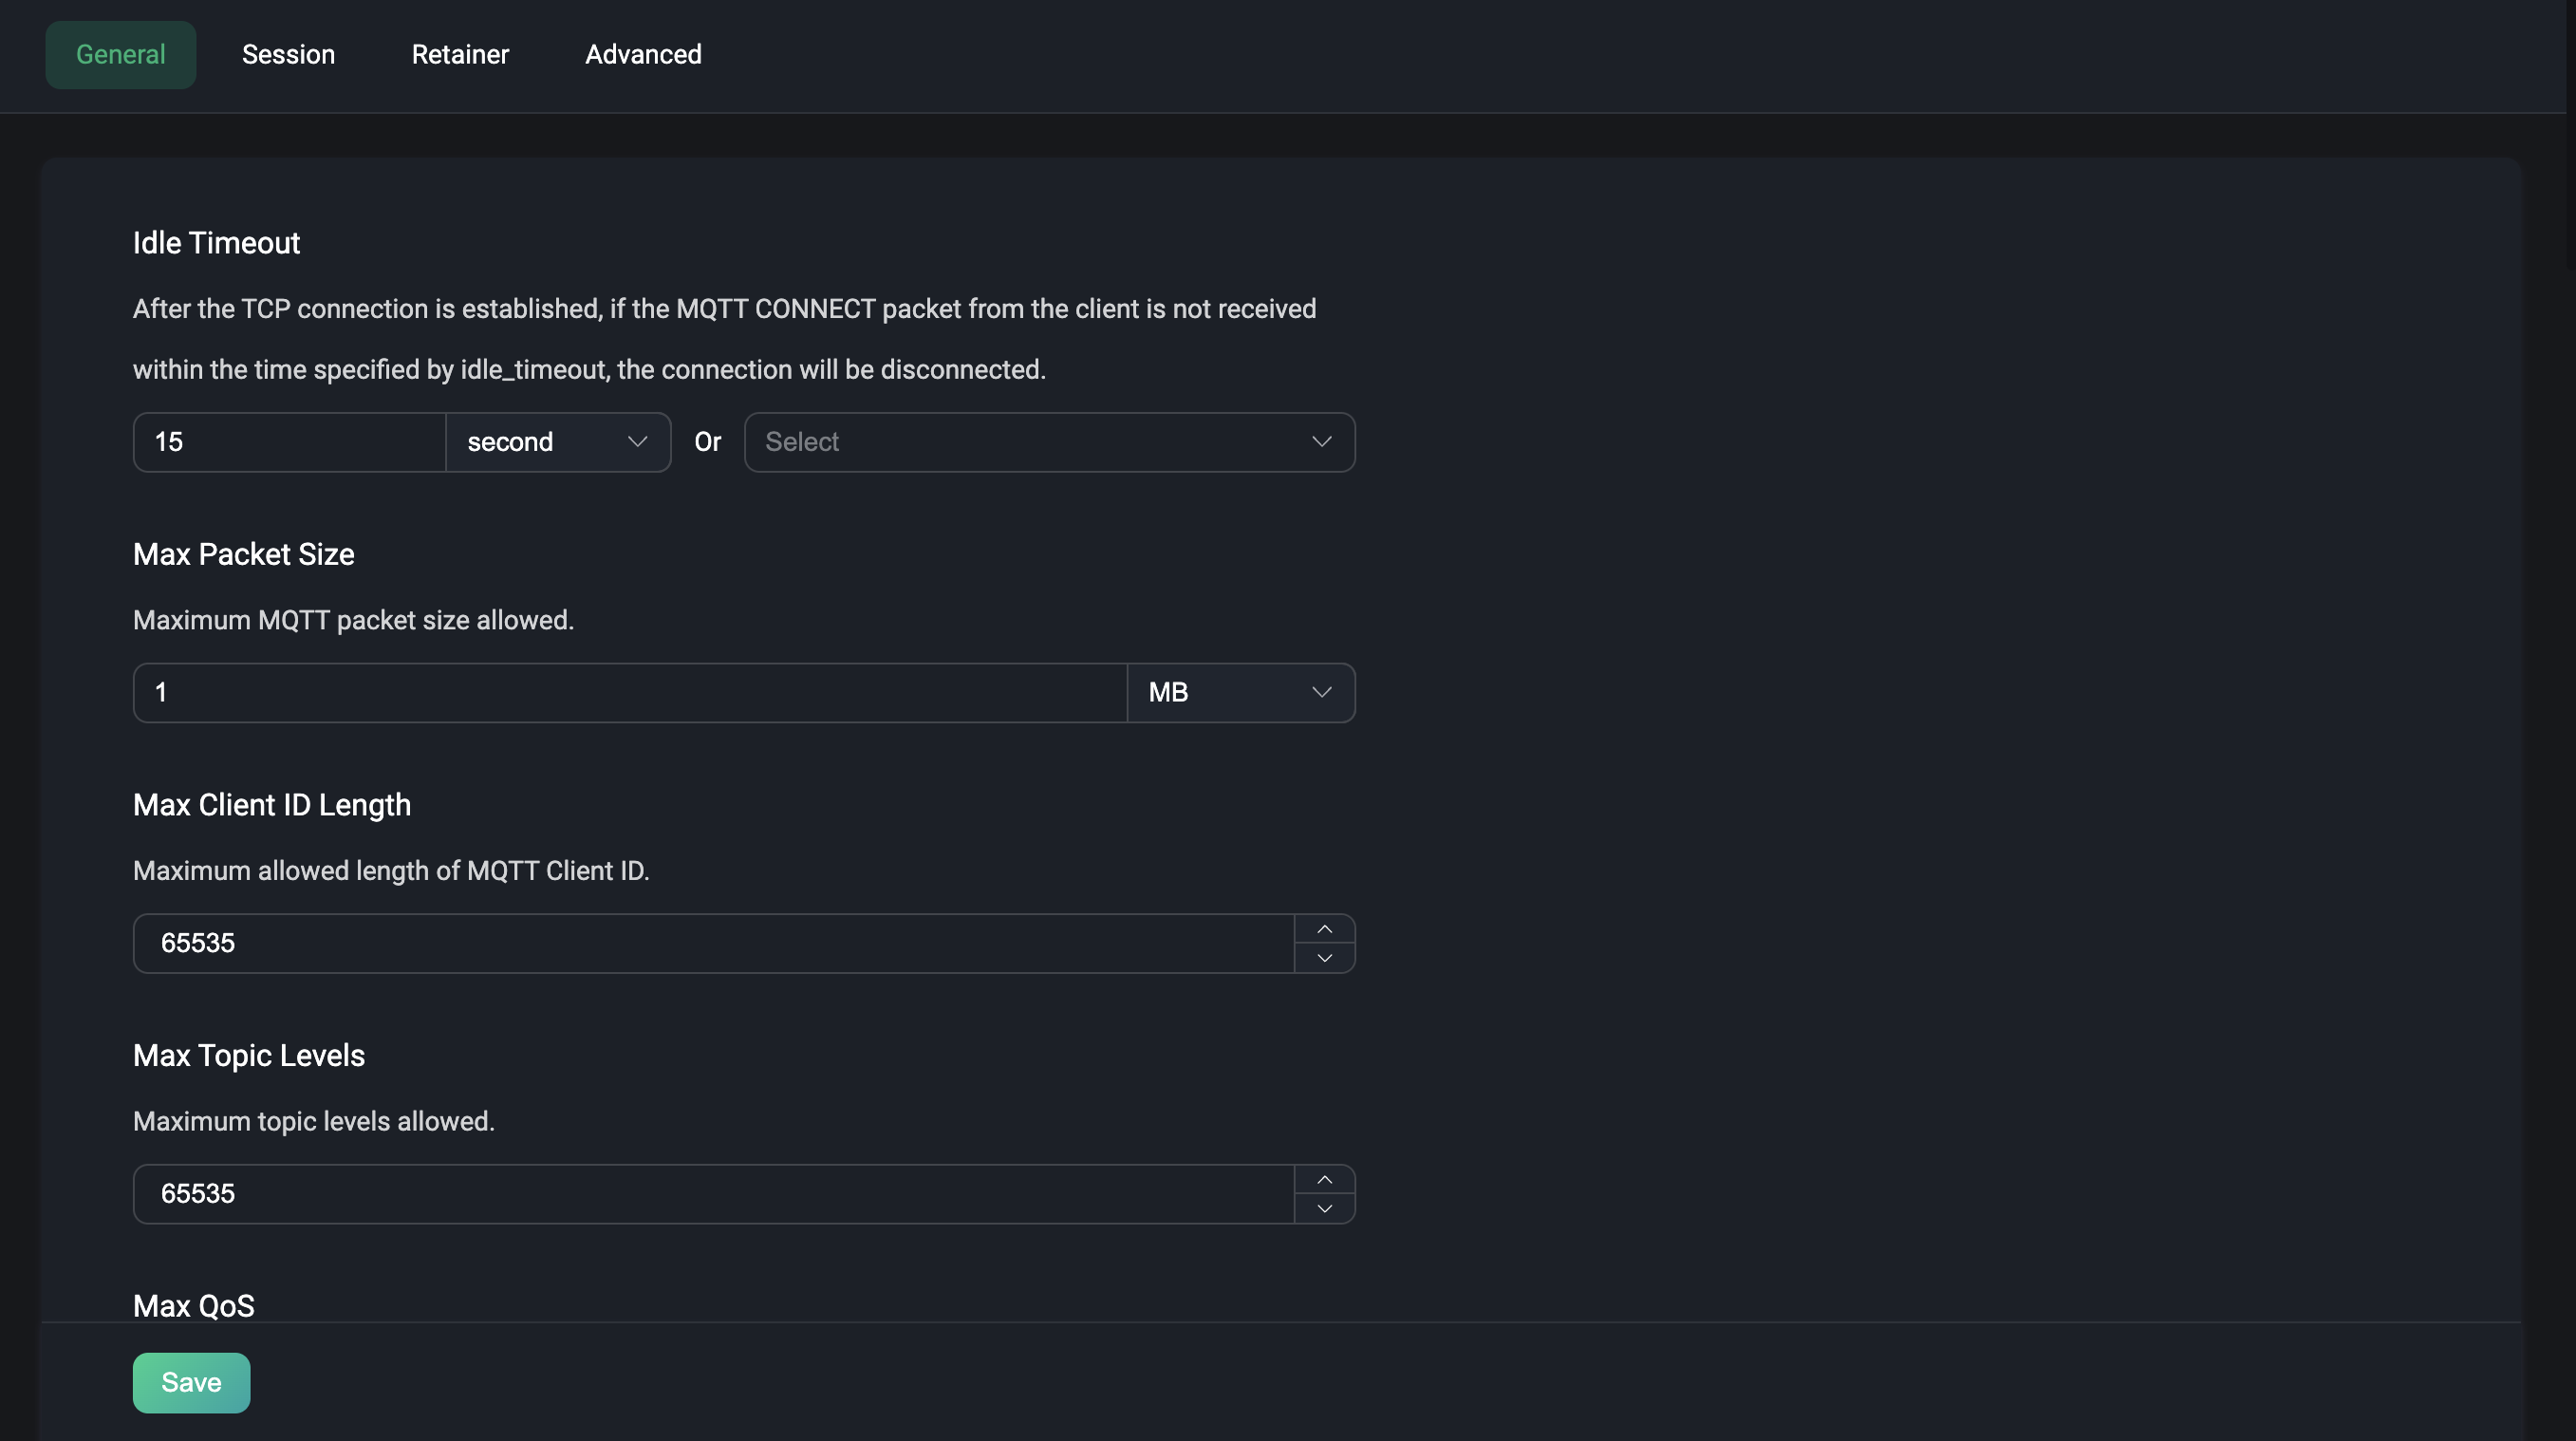 General Session Retainer Advanced
Idle Timeout
After the TCP connection is established, if the MQTT CONNECT packet from the client is not received
within the time specified by idle_timeout, the connection will be disconnected.
15 second Or Select
Max Packet Size
Maximum MQTT packet size allowed.
1 MB
Max Client ID Length
Maximum allowed length of MQTT Client ID.
65535
Max Topic Levels
Maximum topic levels allowed.
65535
Max QoS
Save